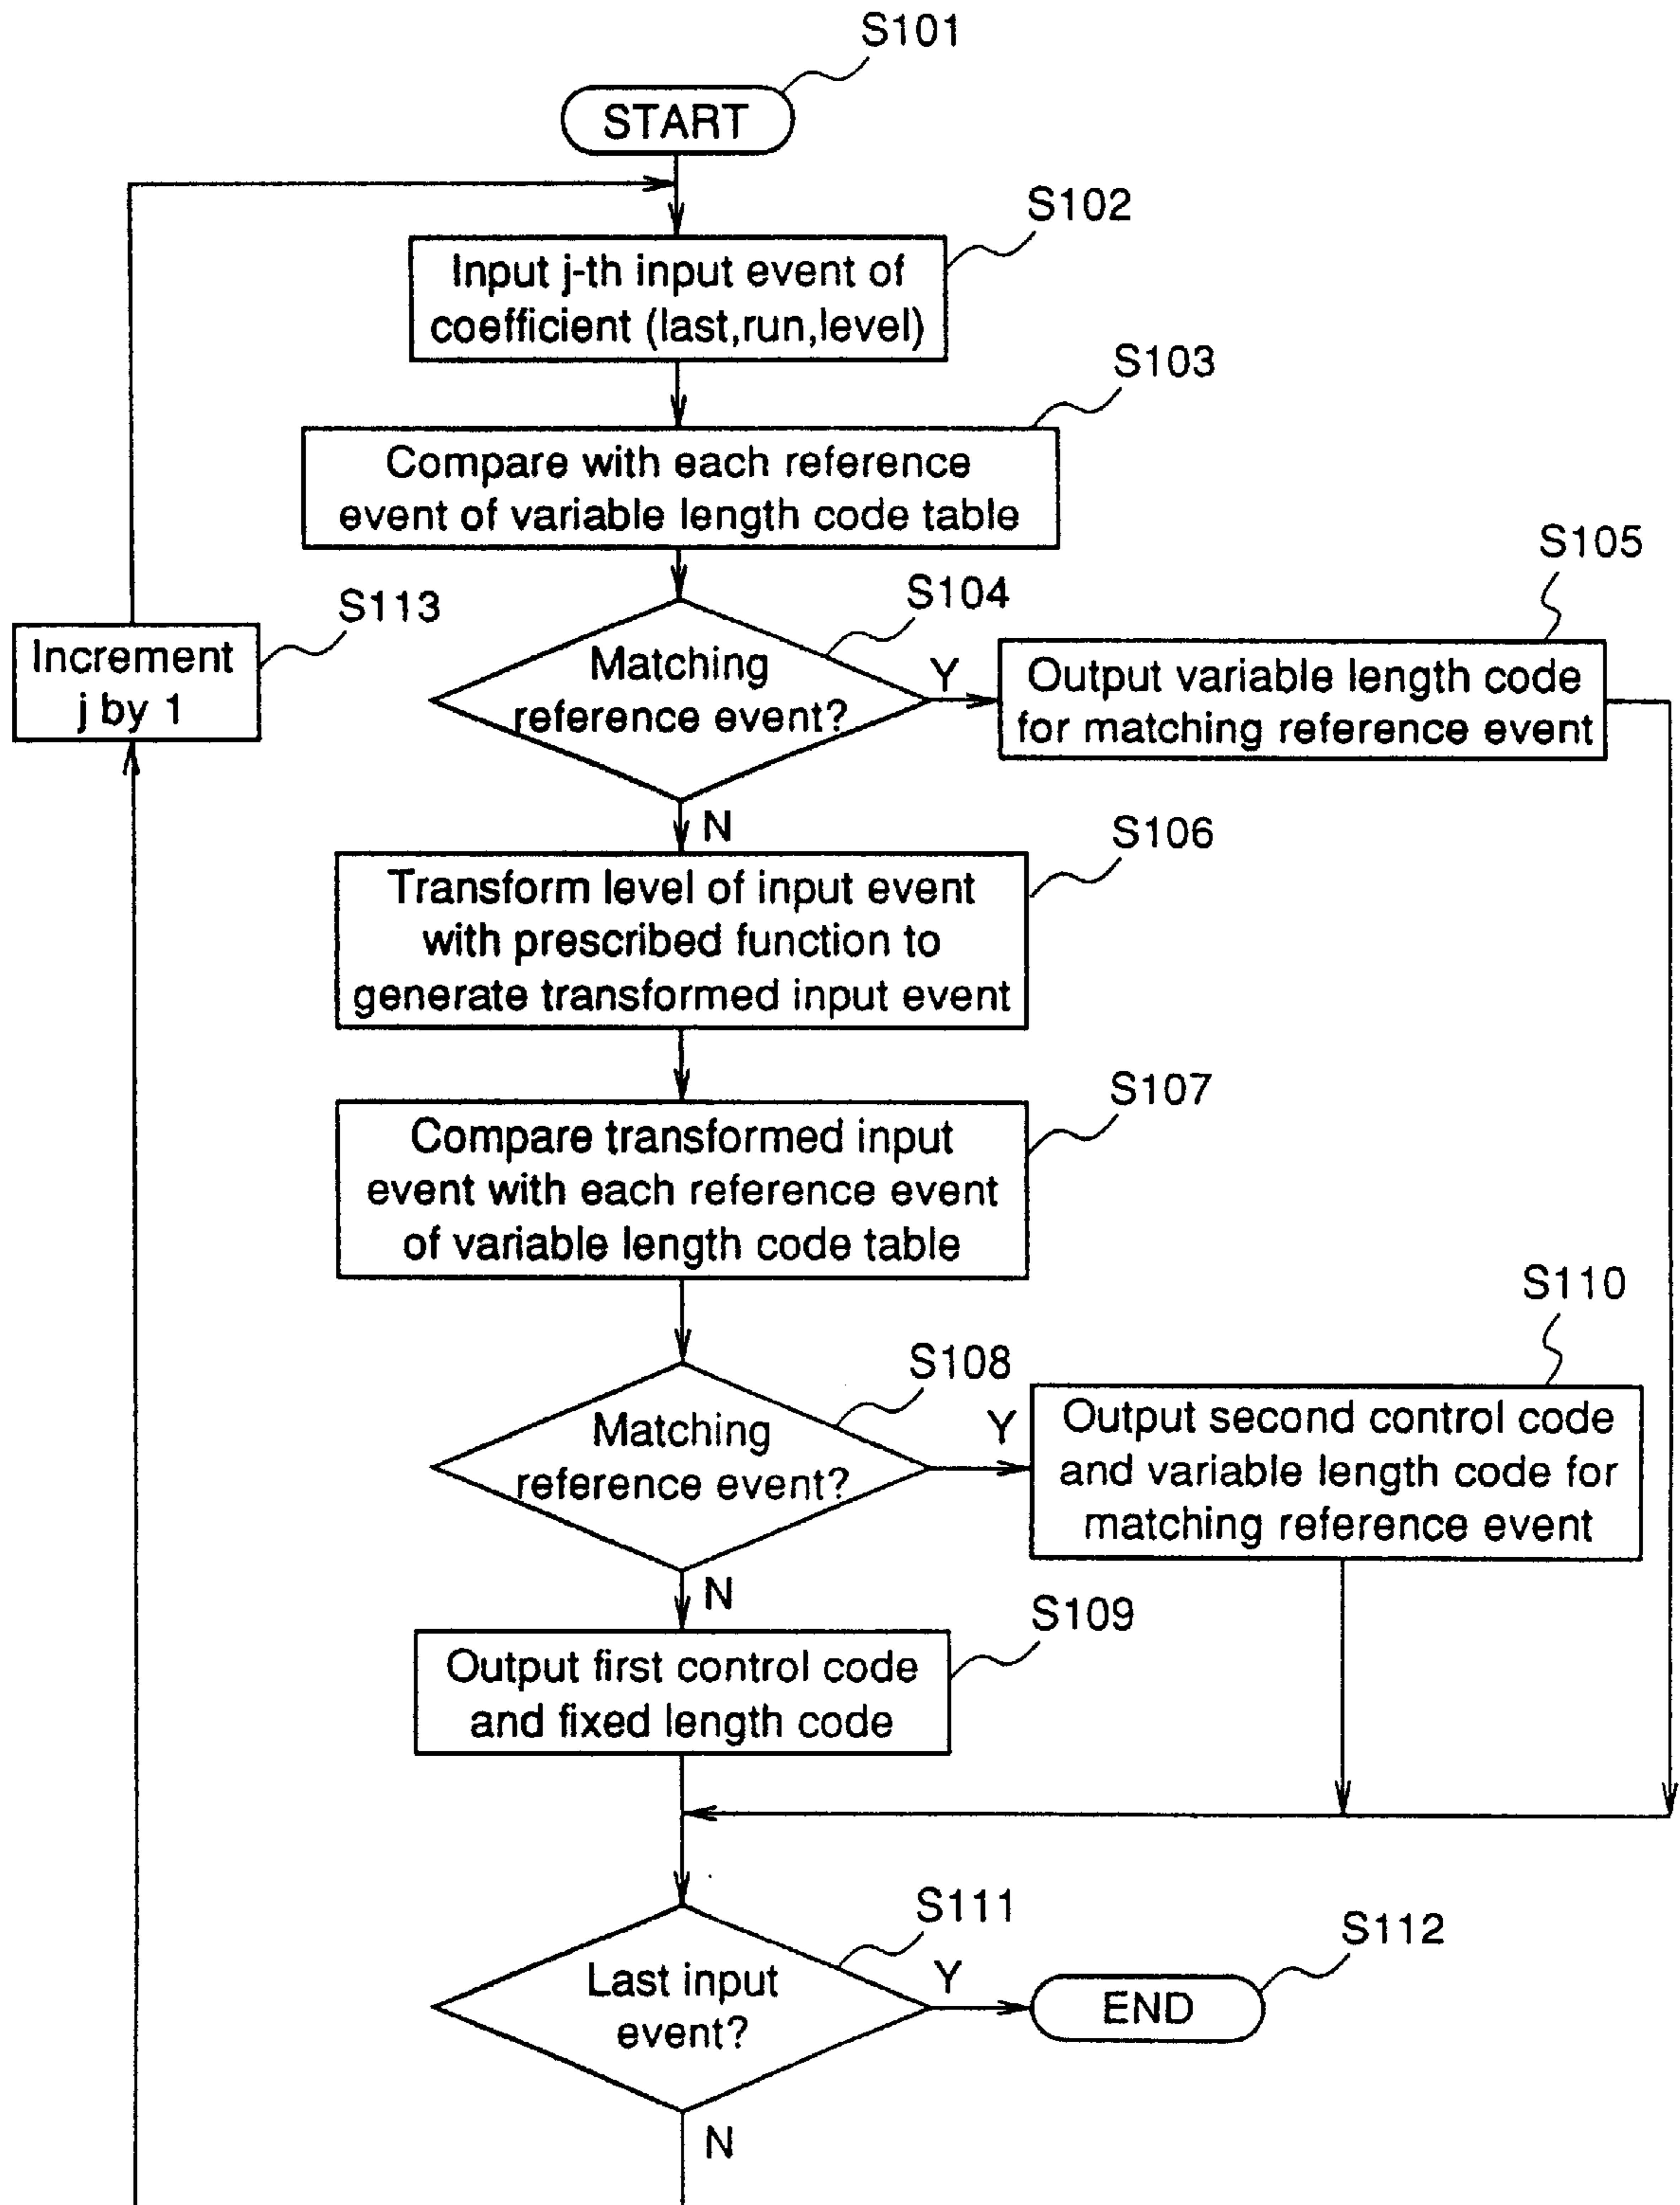 S101
START
S102
Input j-th input event of
coefficient (last,run,level)
S103
Compare with each reference
event of variable length code table
S104
Matching
reference event?
Y
S105
Output variable length code
for matching reference event
S113
Increment
j by 1
N
S106
Transform level of input event
with prescribed function to
generate transformed input event
S107
Compare transformed input
event with each reference event
of variable length code table
S108
Matching
reference event?
Y
S110
Output second control code
and variable length code for
matching reference event
N
S109
Output first control code
and fixed length code
S111
Last input
event?
Y
S112
END
N